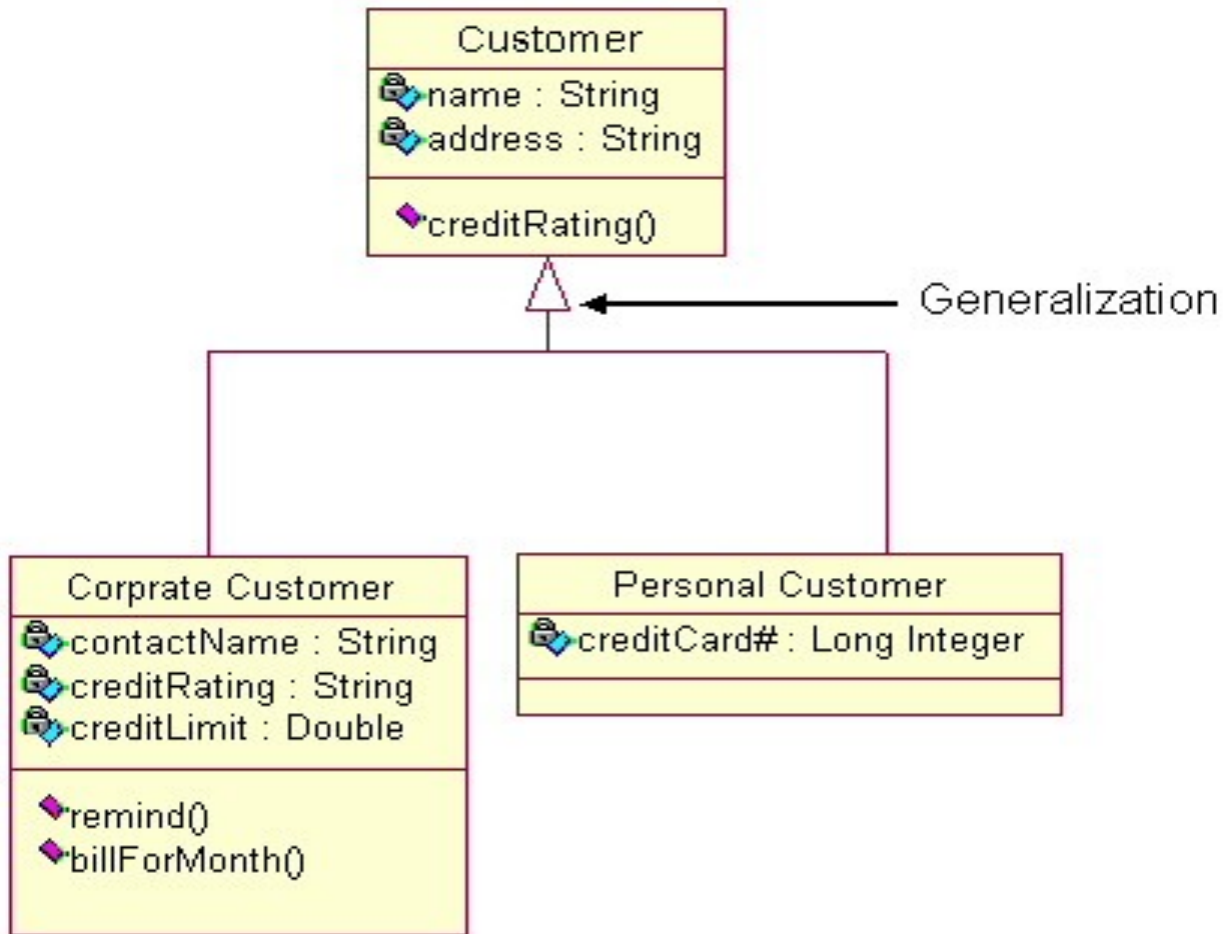 Customer
name : String
address : String
creditRating()
Generalization
Corprate Customer
contactName : String
creditRating : String
creditLimit : Double
remind()
billForMonth()
Personal Customer
creditCard# : Long Integer